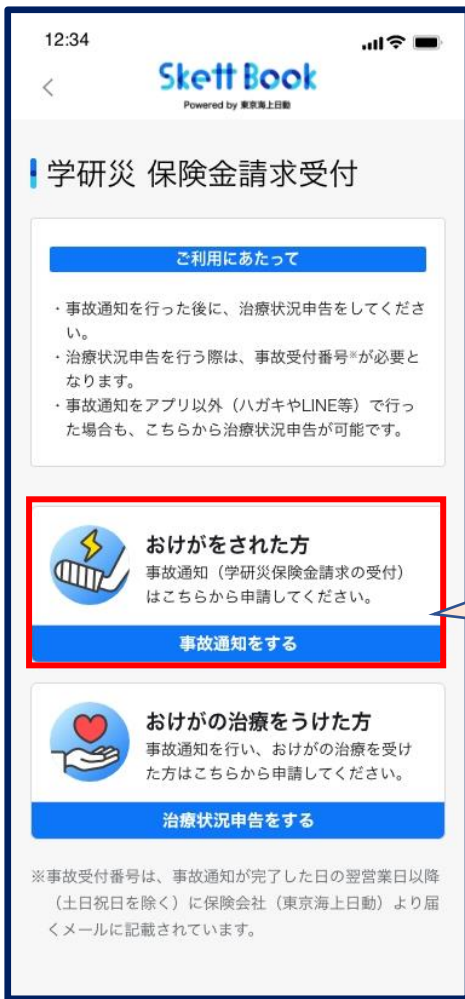 12:34
Skett Book
Powered by 東京海上日動
学研災 保険金請求受付
ご利用にあたって
・事故通知を行った後に、治療状況申告をしてくださ
い。
・治療状況申告を行う際は、事故受付番号※が必要と
なります。
・事故通知をアプリ以外（ハガキやLINE等）で行っ
た場合も、こちらから治療状況申告が可能です。
おけがをされた方
事故通知（学研災保険金請求の受付）
はこちらから申請してください。
事故通知をする
おけがの治療をうけた方
事故通知を行い、おけがの治療を受け
た方はこちらから申請してください。
治療状況申告をする
※事故受付番号は、事故通知が完了した日の翌営業日以降
（土日祝日を除く）に保険会社（東京海上日動）より届
くメールに記載されています。